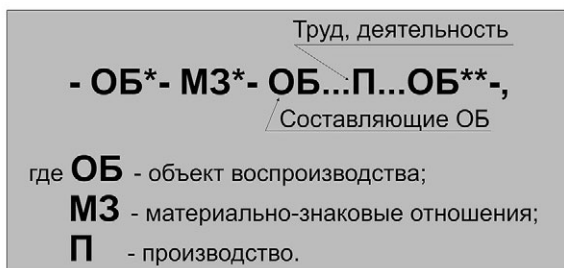 Труд, деятельность
- ОБ*- МЗ*- ОБ...П...ОБ**-,
Составляющие ОБ
где ОБ - объект воспроизводства;
МЗ - материально-знаковые отношения;
П - производство.